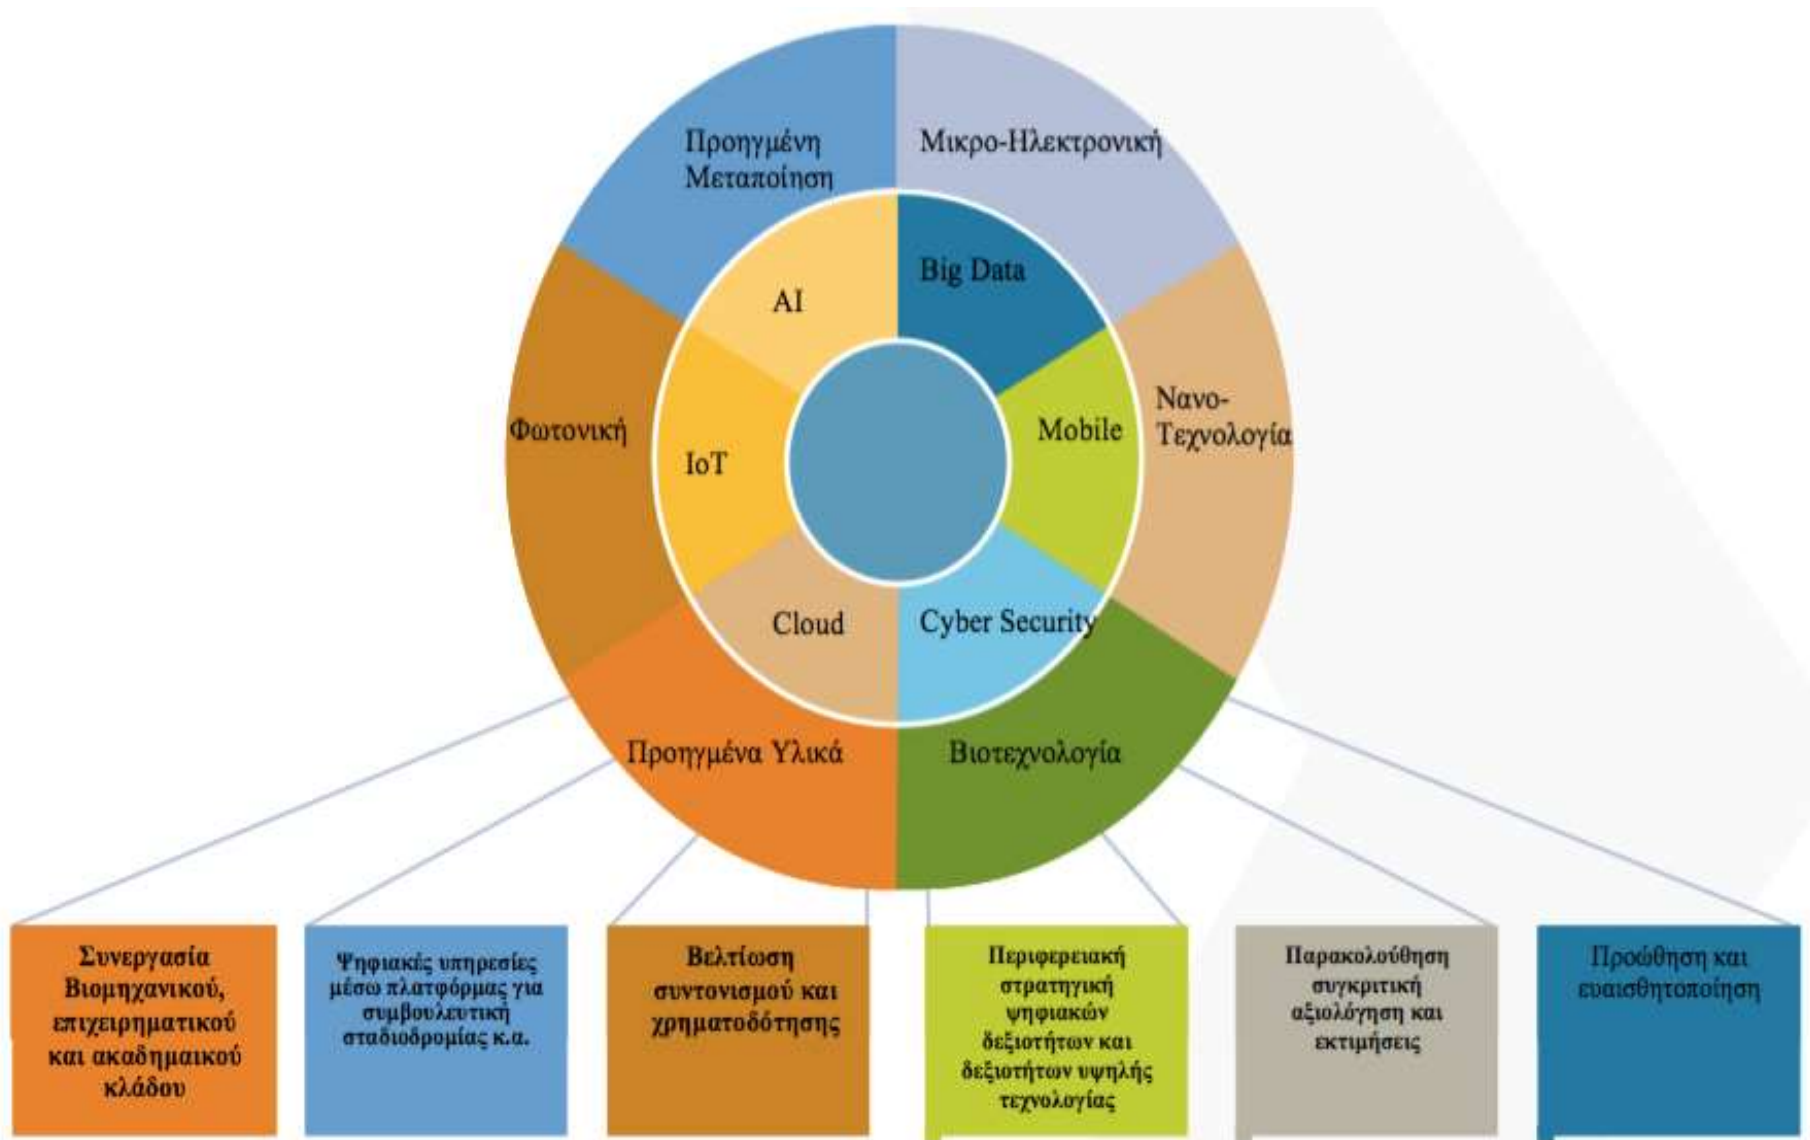 Προηγμένη
Μεταποίηση
Μικρο-Ηλεκτρονική
Big Data
AI
Νανο-
Τεχνολογία
Φωτονική
Mobile
IoT
Cloud
Cyber Security
Προηγμένα Υλικά
Βιοτεχνολογία
Συνεργασία
Βιομηχανικού,
επιχειρηματικού
και ακαδημαικού
κλάδου
Ψηφιακές υπηρεσίες
μέσω πλατφόρμας για
συμβουλευτική
σταδιοδρομίας κ.α.
Βελτίωση
συντονισμού και
χρηματοδότησης
Περιφερειακή
στρατηγική
ψηφιακών
δεξιοτήτων και
δεξιοτήτων υψηλής
τεχνολογίας
Παρακολούθηση
συγκριτική
αξιολόγηση και
εκτιμήσεις
Προώθηση και
ευαισθητοποίηση